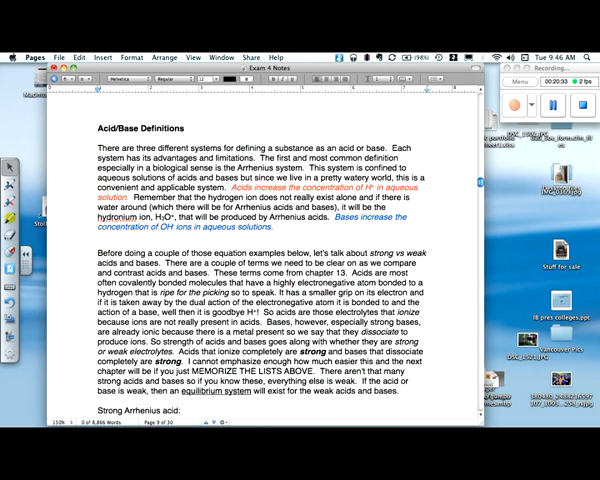 Pages File Edit Insert Format Arrange View Window Share Help (98%) Tue 9:46 AM
Exam 4 Notes
Recording...
Helvetica Regular 12
Menu 00:20:33 2 fps
Acid/Base Definitions
There are three different systems for defining a substance as an acid or base. Each
system has its advantages and limitations. The first and most common definition
especially in a biological sense is the Arrhenius system. This system is confined to
aqueous solutions of acids and bases but since we live in a pretty watery world, this is a
convenient and applicable system. Acids increase the concentration of H⁺ in aqueous
solution. Remember that the hydrogen ion does not really exist alone and if there is
water around (which there will be for Arrhenius acids and bases), it will be the
hydronium ion, H₃O⁺, that will be produced by Arrhenius acids. Bases increase the
concentration of OH⁻ ions in aqueous solutions.
Before doing a couple of those equation examples below, let's talk about strong vs weak
acids and bases. There are a couple of terms we need to be clear on as we compare
and contrast acids and bases. These terms come from chapter 13. Acids are most
often covalently bonded molecules that have a highly electronegative atom bonded to a
hydrogen that is ripe for the picking so to speak. It has a smaller grip on its electron and
if it is taken away by the dual action of the electronegative atom it is bonded to and the
action of a base, well then it is goodbye H⁺! So acids are those electrolytes that ionize
because ions are not really present in acids. Bases, however, especially strong bases,
are already ionic because there is a metal present so we say that they dissociate to
produce ions. So strength of acids and bases goes along with whether they are strong
or weak electrolytes. Acids that ionize completely are strong and bases that dissociate
completely are strong. I cannot emphasize enough how much easier this and the next
chapter will be if you just MEMORIZE THE LISTS ABOVE. There aren't that many
strong acids and bases so if you know these, everything else is weak. If the acid or
base is weak, then an equilibrium system will exist for the weak acids and bases.
Strong Arrhenius acid:
150% 0 of 8,866 Words Page 9 of 30
Stuff for sale
IB pres colleges.ppt
Vancouver Pics